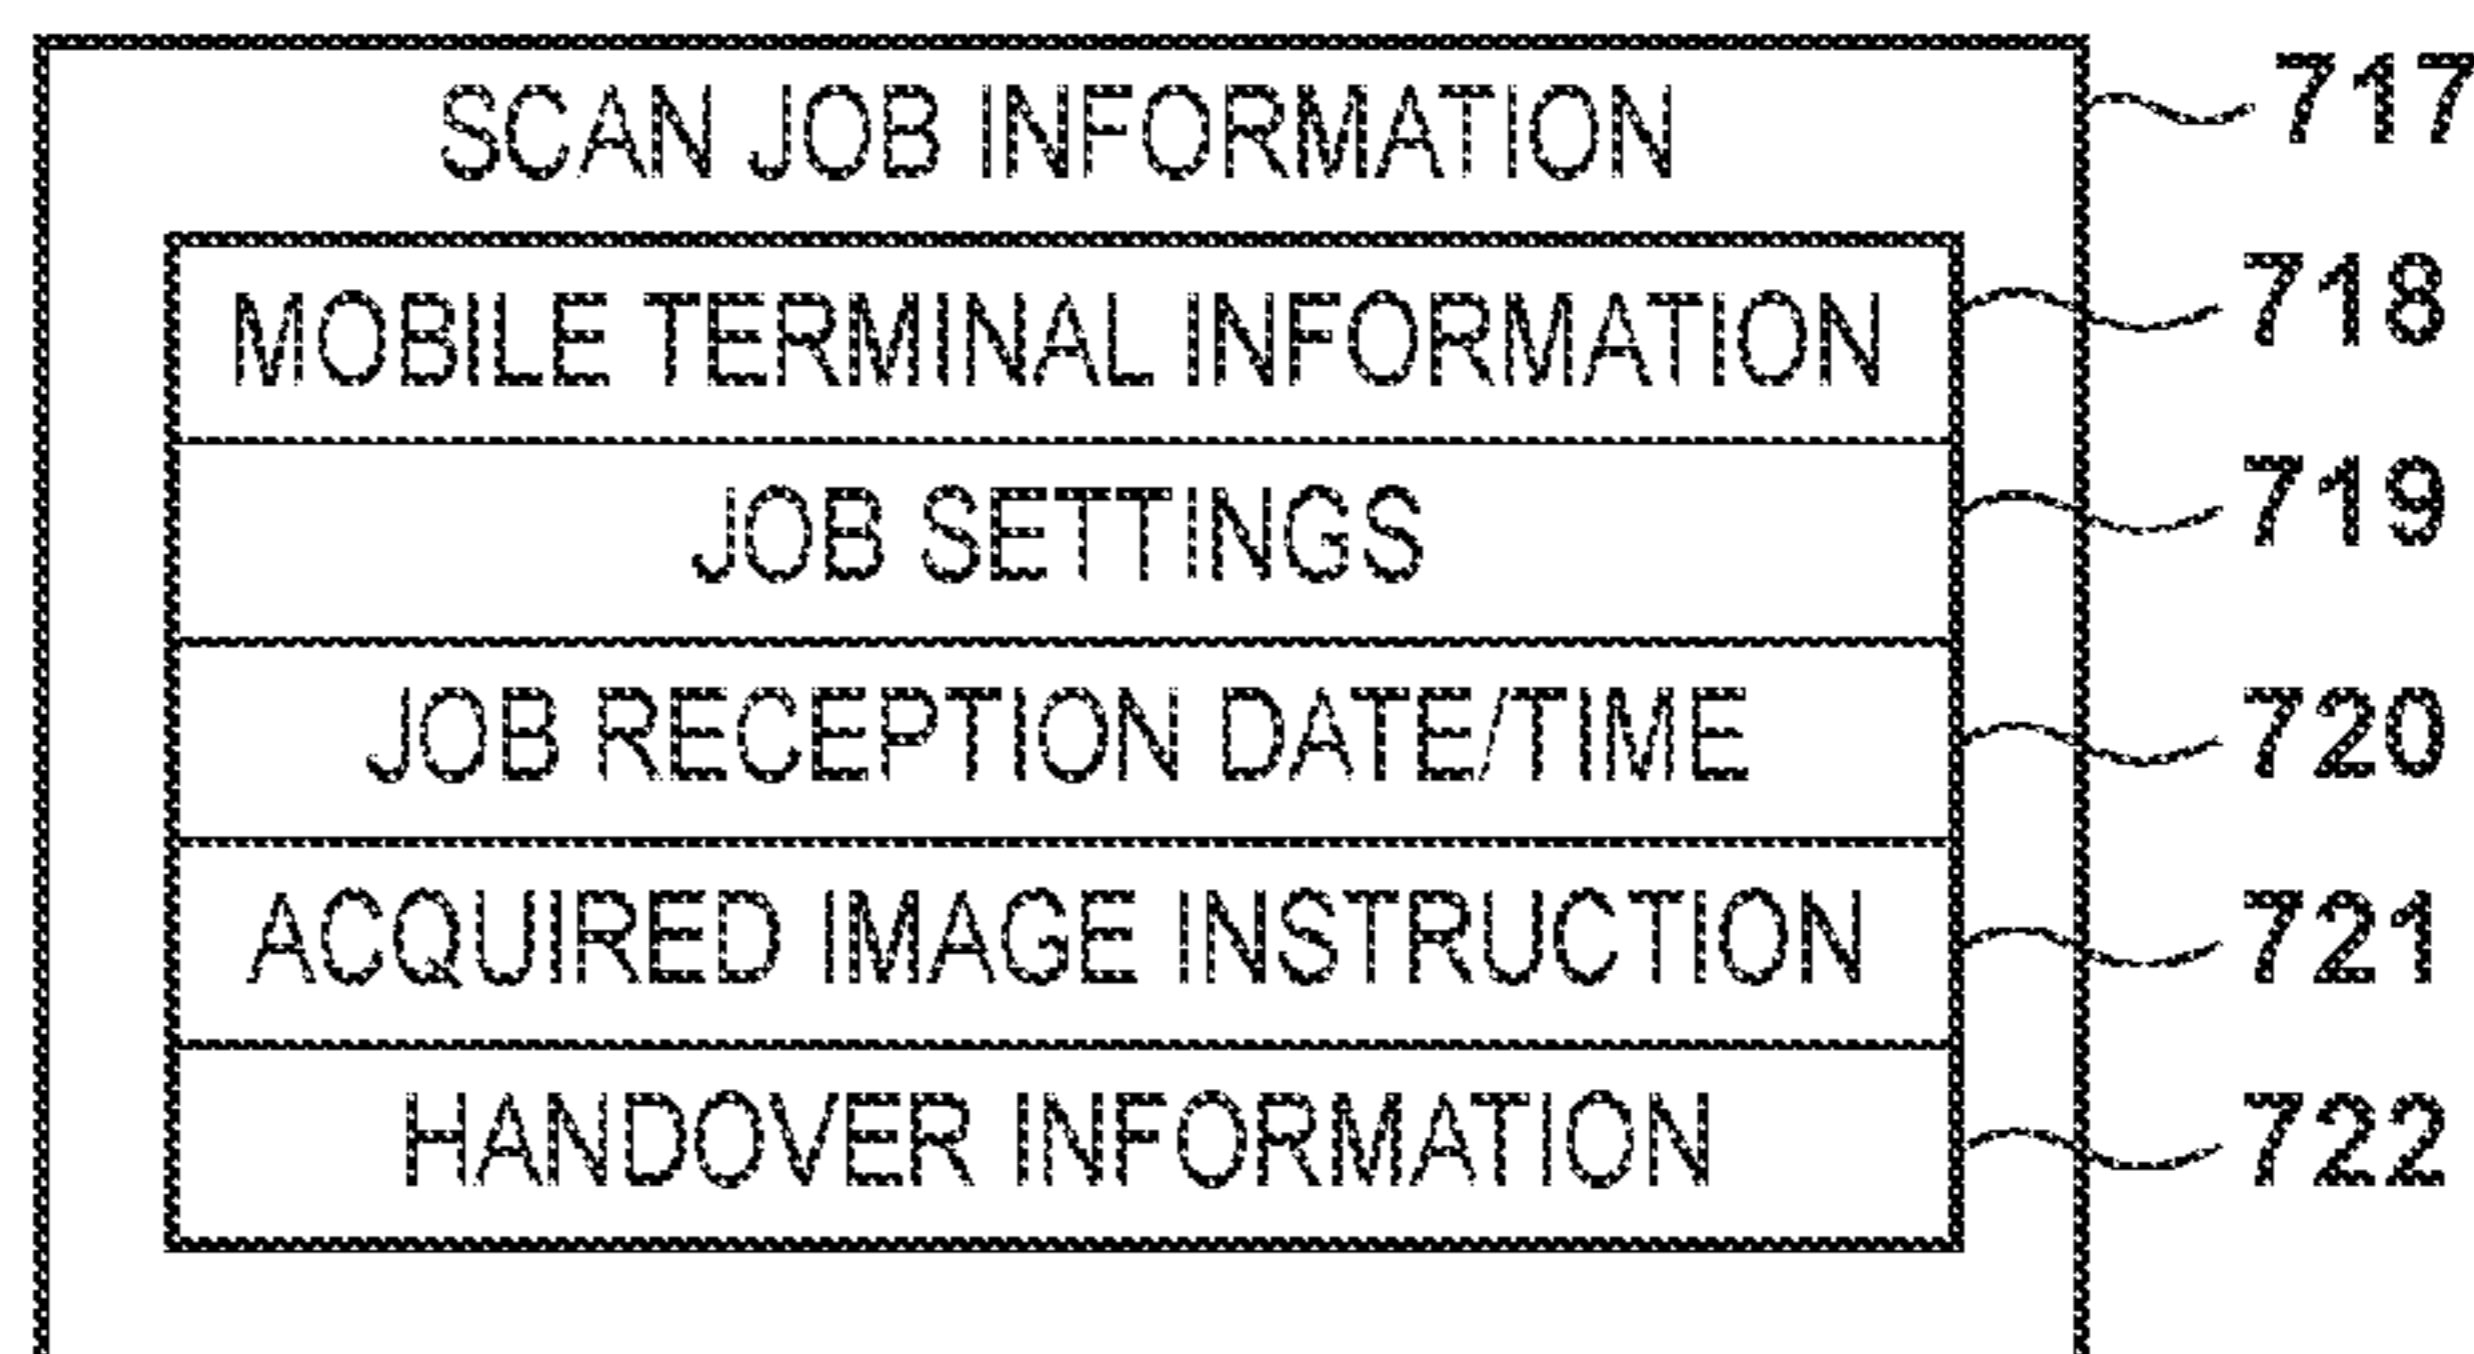 SCAN JOB INFORMATION 717
MOBILE TERMINAL INFORMATION 718
JOB SETTINGS 719
JOB RECEPTION DATE/TIME 720
ACQUIRED IMAGE INSTRUCTION 721
HANDOVER INFORMATION 722